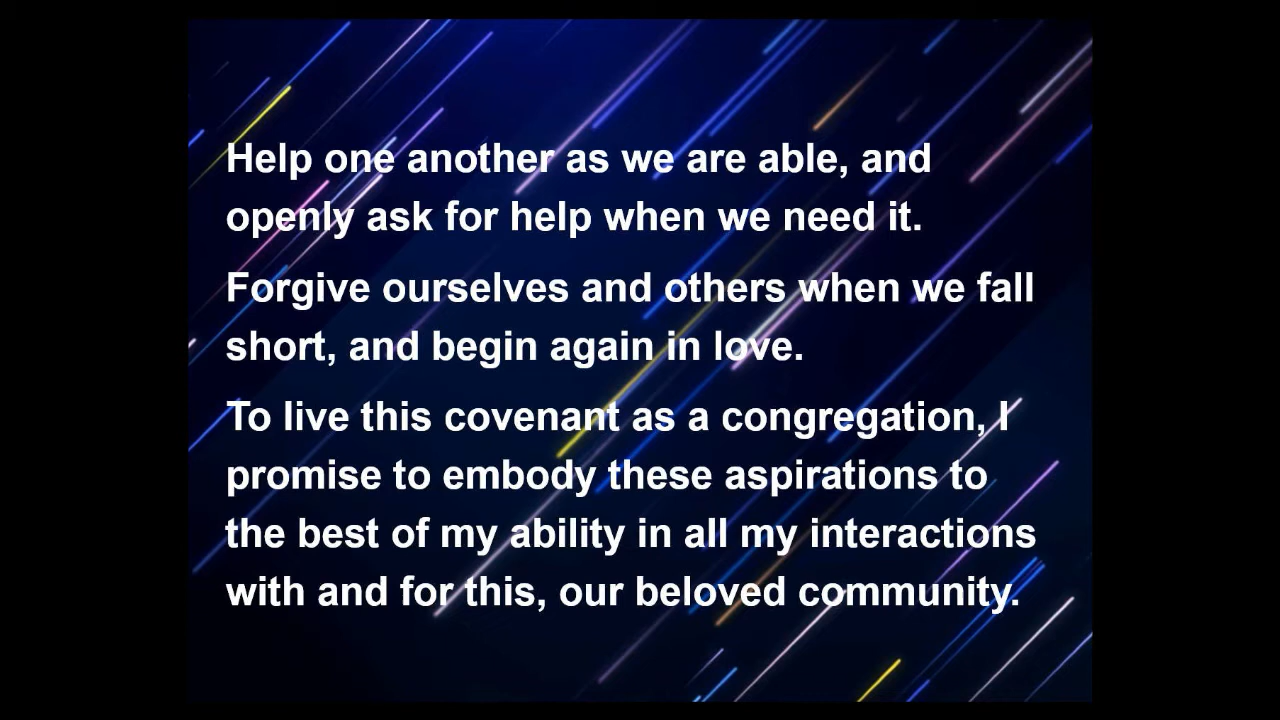 Help one another as we are able, and
openly ask for help when we need it.
Forgive ourselves and others when we fall
short, and begin again in love.
To live this covenant as a congregation, I
promise to embody these aspirations to
the best of my ability in all my interactions
with and for this, our beloved community.